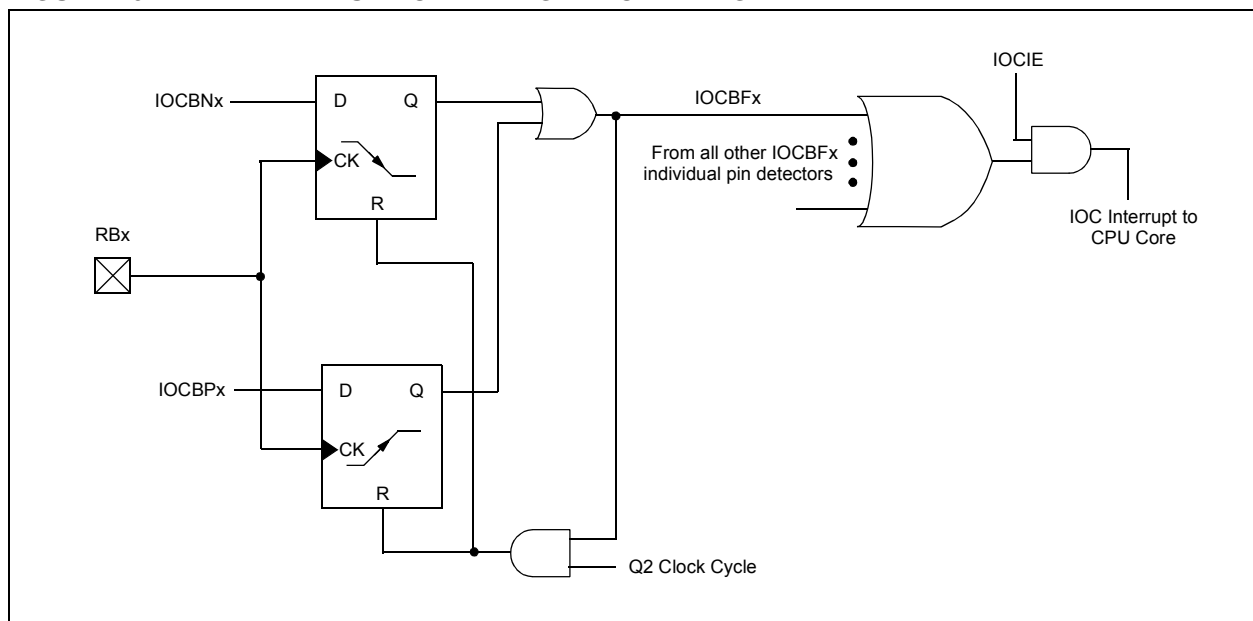 IOCIE
IOCBNx
D
Q
IOCBFx
CK
From all other IOCBFx
individual pin detectors
R
IOC Interrupt to
CPU Core
RBx
IOCBPx
D
Q
CK
R
Q2 Clock Cycle